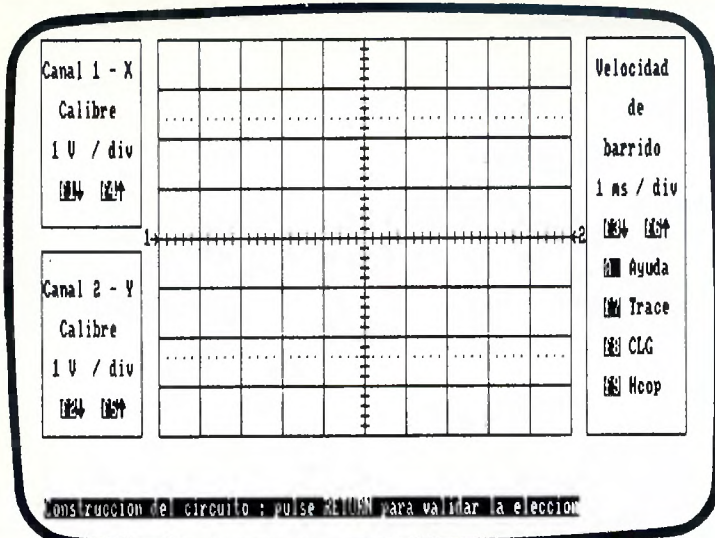 Canal 1 - X
Calibre
1 V / div
Canal 2 - Y
Calibre
1 V / div
1
2
Velocidad
de
barrido
1 ms / div
Ayuda
Trace
CLG
Hcop
Construccion del circuito : pulse RETURN para validar la eleccion